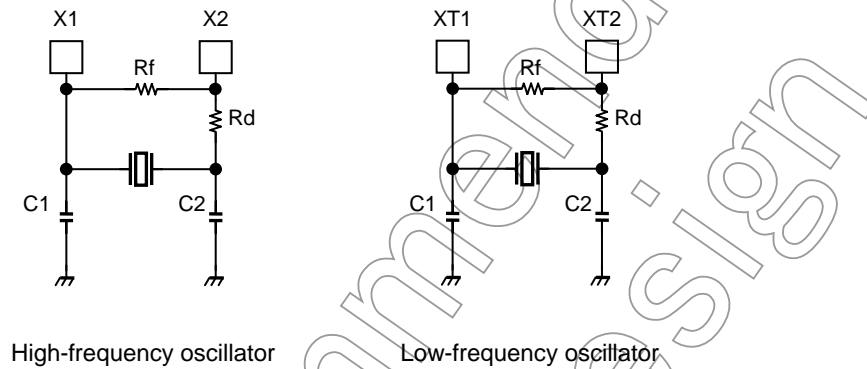 X1 X2
Rf
Rd
C1 C2
High-frequency oscillator
XT1 XT2
Rf
Rd
C1 C2
Low-frequency oscillator